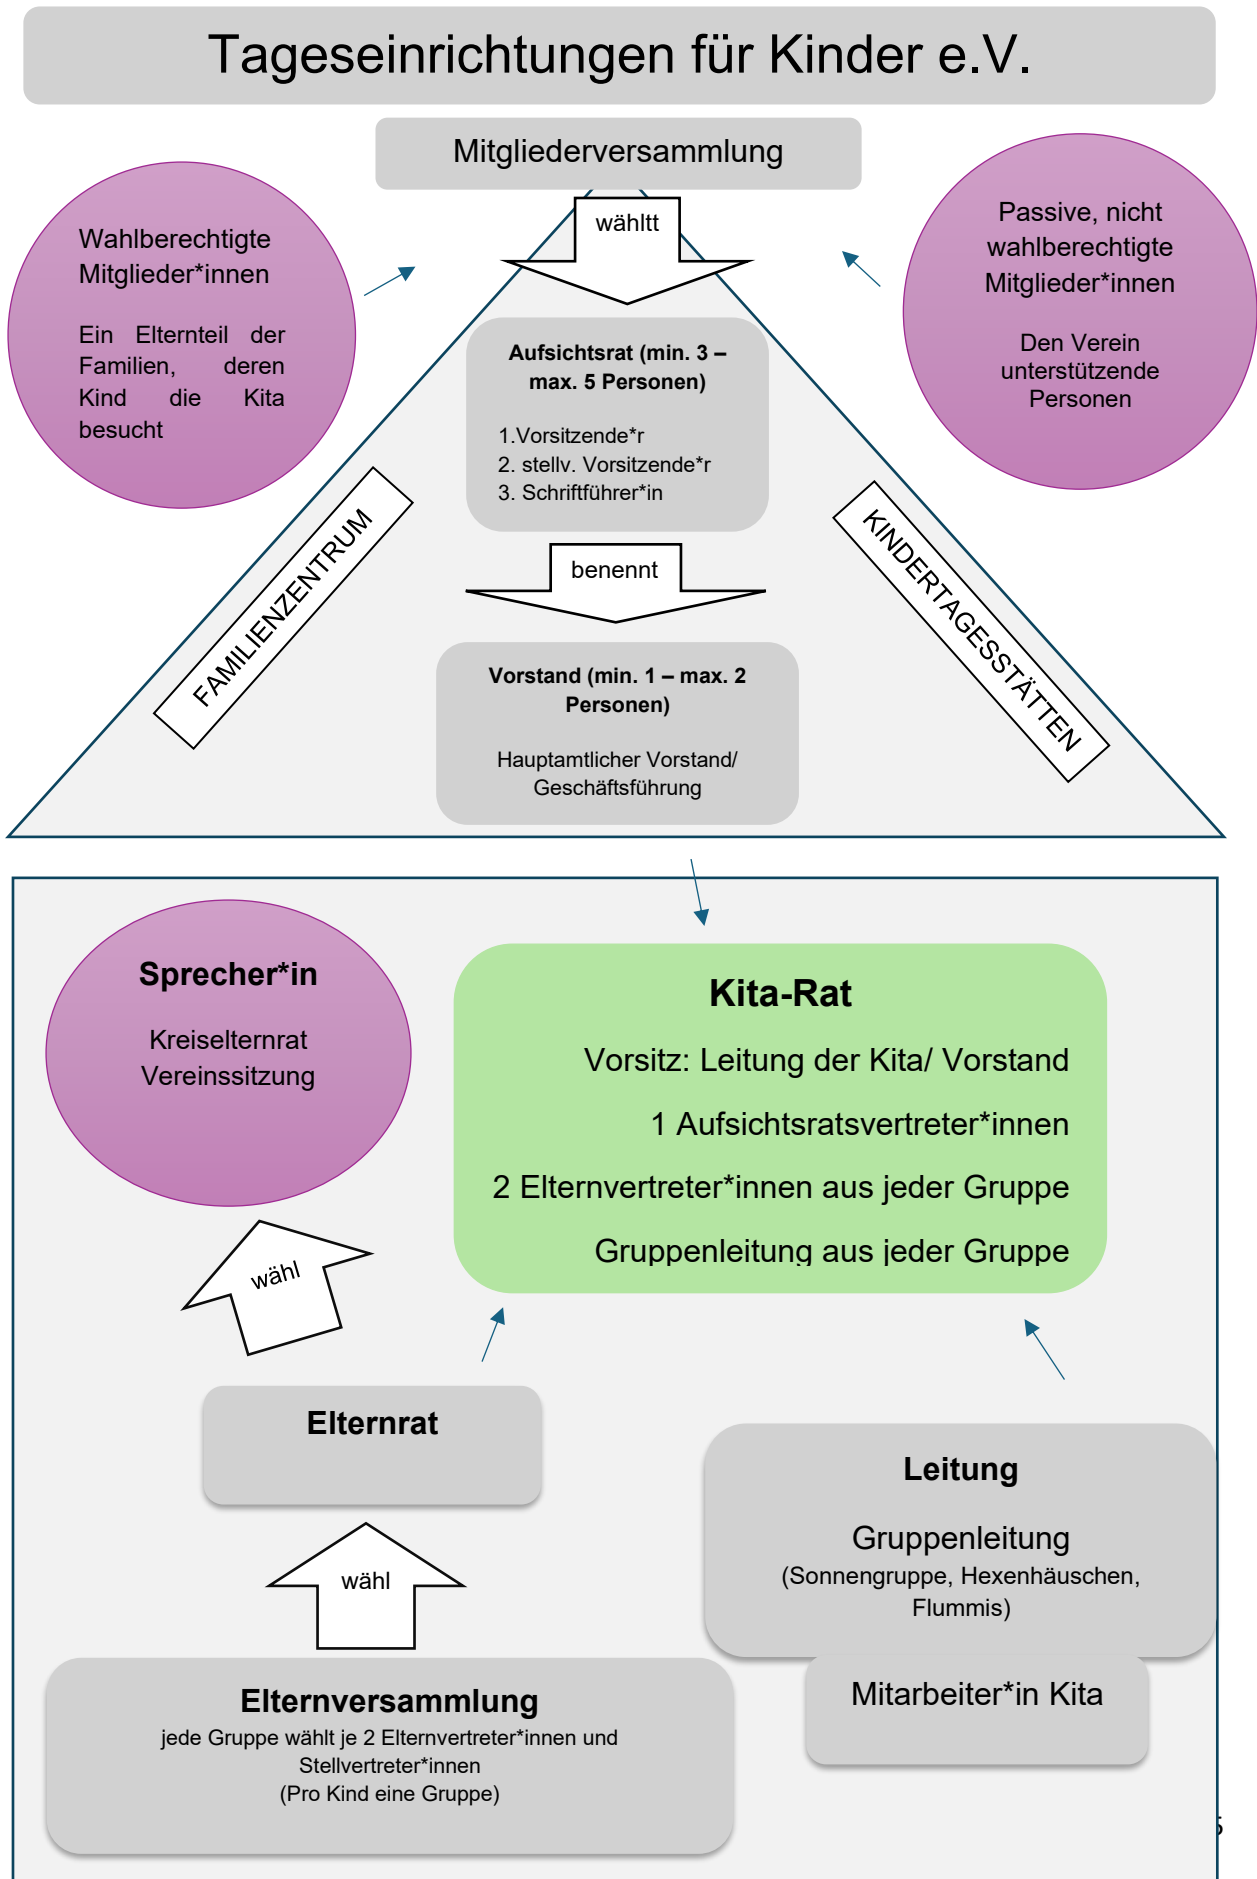 Tageseinrichtungen für Kinder e.V.
Mitgliederversammlung
wähltt
Wahlberechtigte
Mitglieder*innen
Ein Elternteil der
Familien, deren
Kind die Kita
besucht
Passive, nicht
wahlberechtigte
Mitglieder*innen
Den Verein
unterstützende
Personen
Aufsichtsrat (min. 3 –
max. 5 Personen)
1.Vorsitzende*r
2. stellv. Vorsitzende*r
3. Schriftführer*in
FAMILIENZENTRUM
KINDERTAGESSTÄTTEN
benennt
Vorstand (min. 1 – max. 2
Personen)
Hauptamtlicher Vorstand/
Geschäftsführung
Sprecher*in
Kreiselternrat
Vereinssitzung
Kita-Rat
Vorsitz: Leitung der Kita/ Vorstand
1 Aufsichtsratsvertreter*innen
2 Elternvertreter*innen aus jeder Gruppe
Gruppenleitung aus jeder Gruppe
wähl
Elternrat
wähl
Elternversammlung
jede Gruppe wählt je 2 Elternvertreter*innen und
Stellvertreter*innen
(Pro Kind eine Gruppe)
Leitung
Gruppenleitung
(Sonnengruppe, Hexenhäuschen,
Flummis)
Mitarbeiter*in Kita